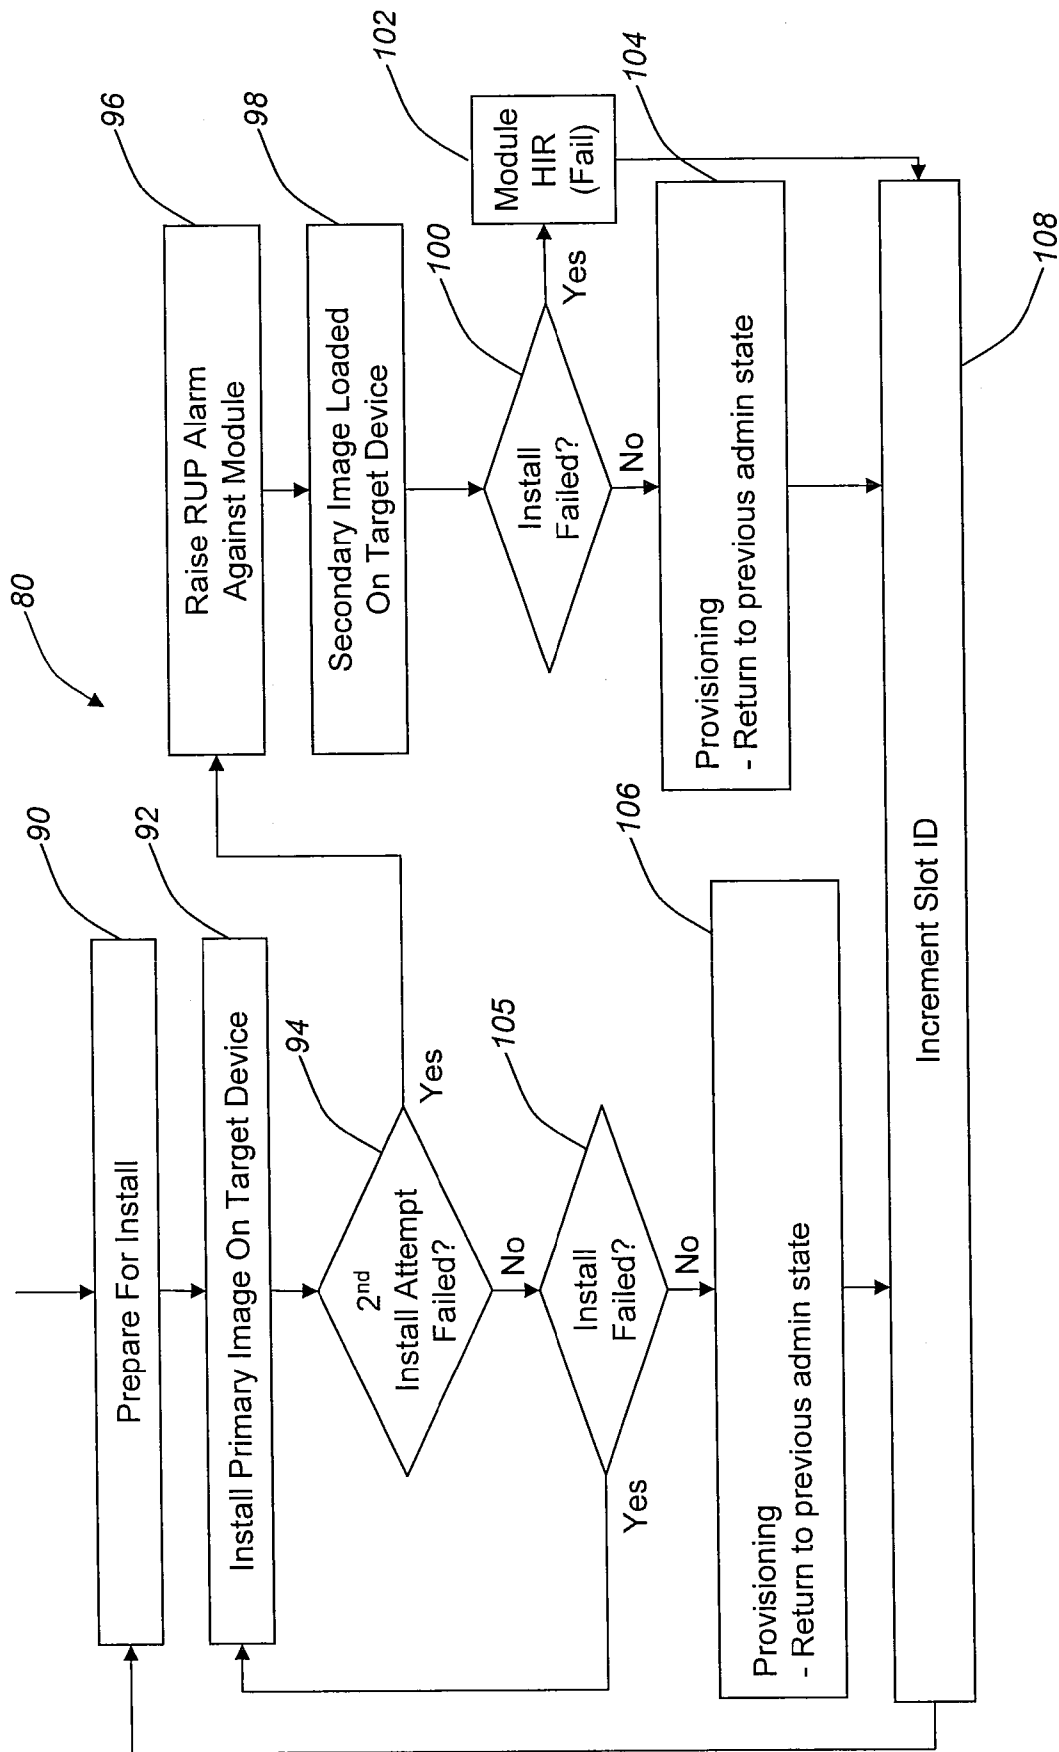 80
90
Prepare For Install
92
Install Primary Image On Target Device
94
2nd
Install Attempt
Failed?
Yes
No
105
Install
Failed?
Yes
No
106
Provisioning
- Return to previous admin state
96
Raise RUP Alarm
Against Module
98
Secondary Image Loaded
On Target Device
100
Install
Failed?
Yes
No
102
Module
HIR
(Fail)
104
Provisioning
- Return to previous admin state
Increment Slot ID
108